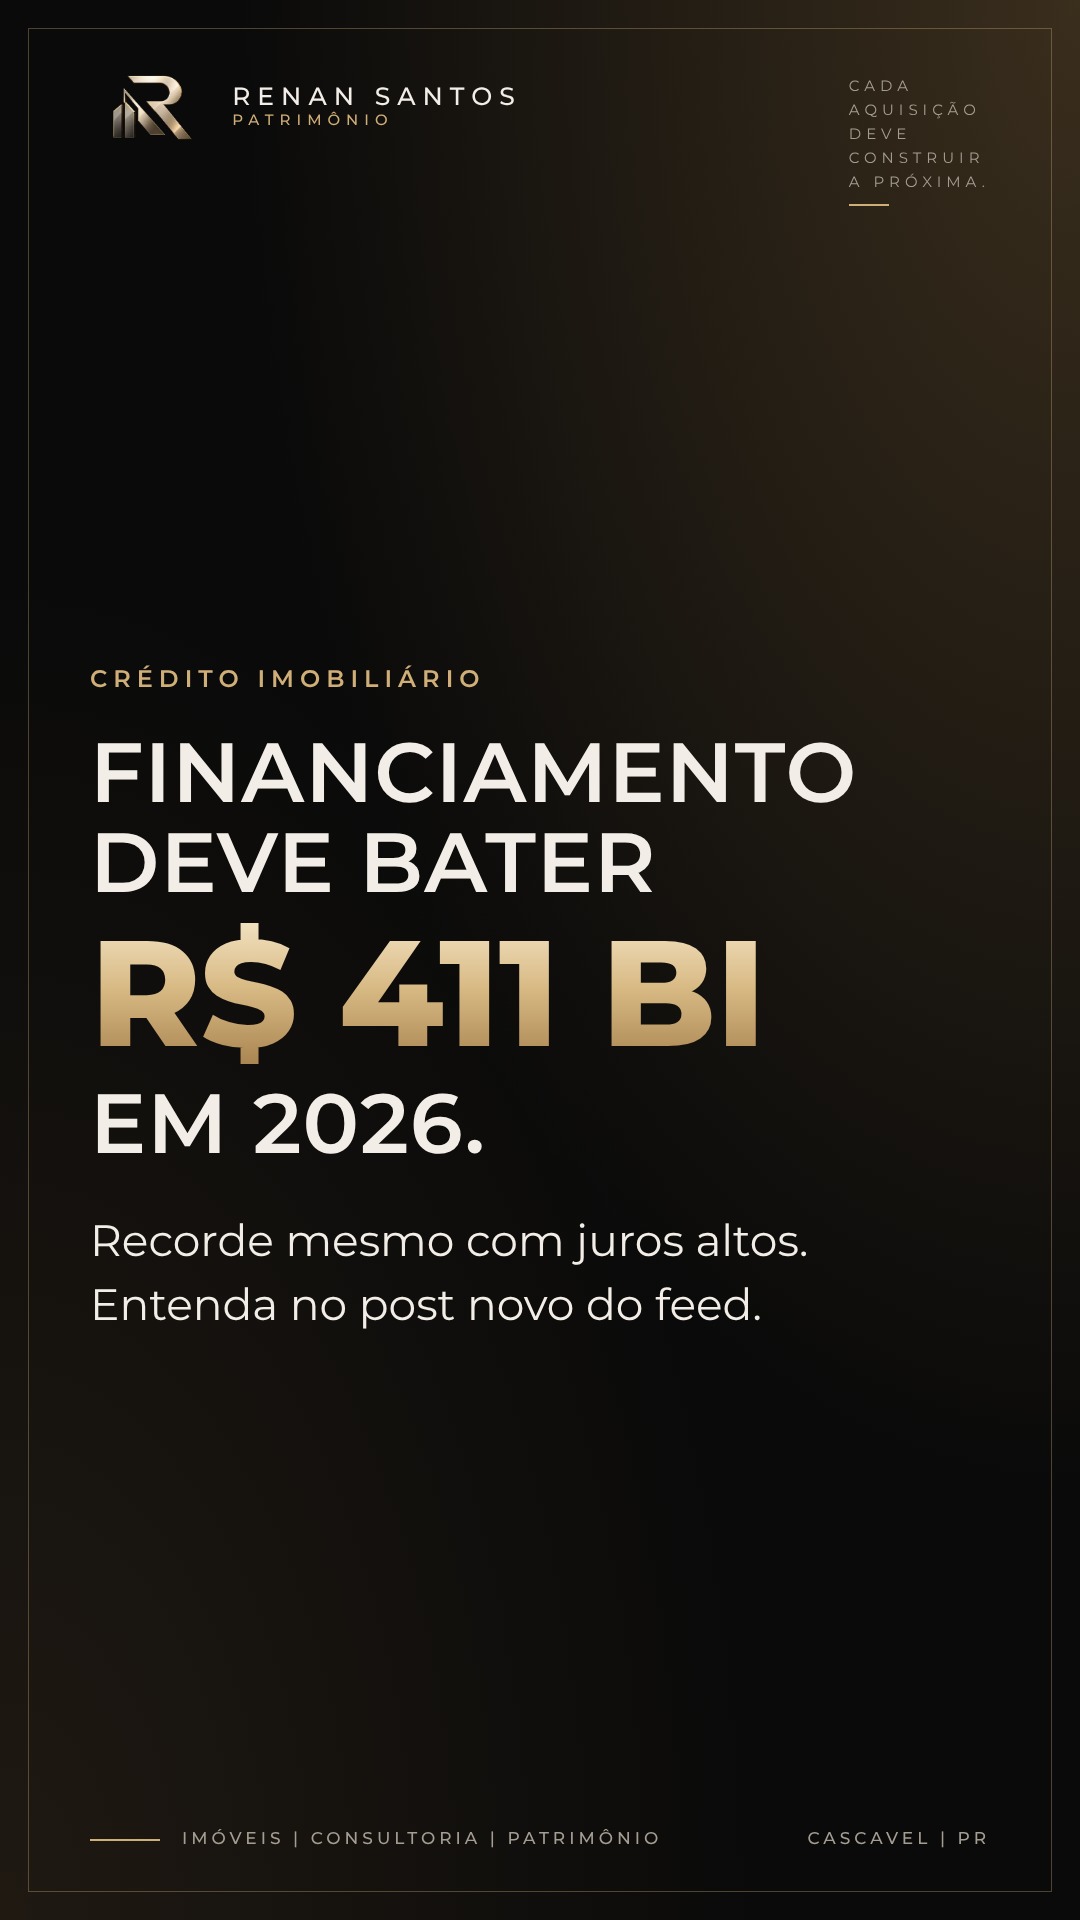 RENAN SANTOS
PATRIMÔNIO
CADA
AQUISIÇÃO
DEVE
CONSTRUIR
A PRÓXIMA.
CRÉDITO IMOBILIÁRIO
FINANCIAMENTO
DEVE BATER
R$ 411 BI
EM 2026.
Recorde mesmo com juros altos.
Entenda no post novo do feed.
IMÓVEIS | CONSULTORIA | PATRIMÔNIO
CASCAVEL | PR